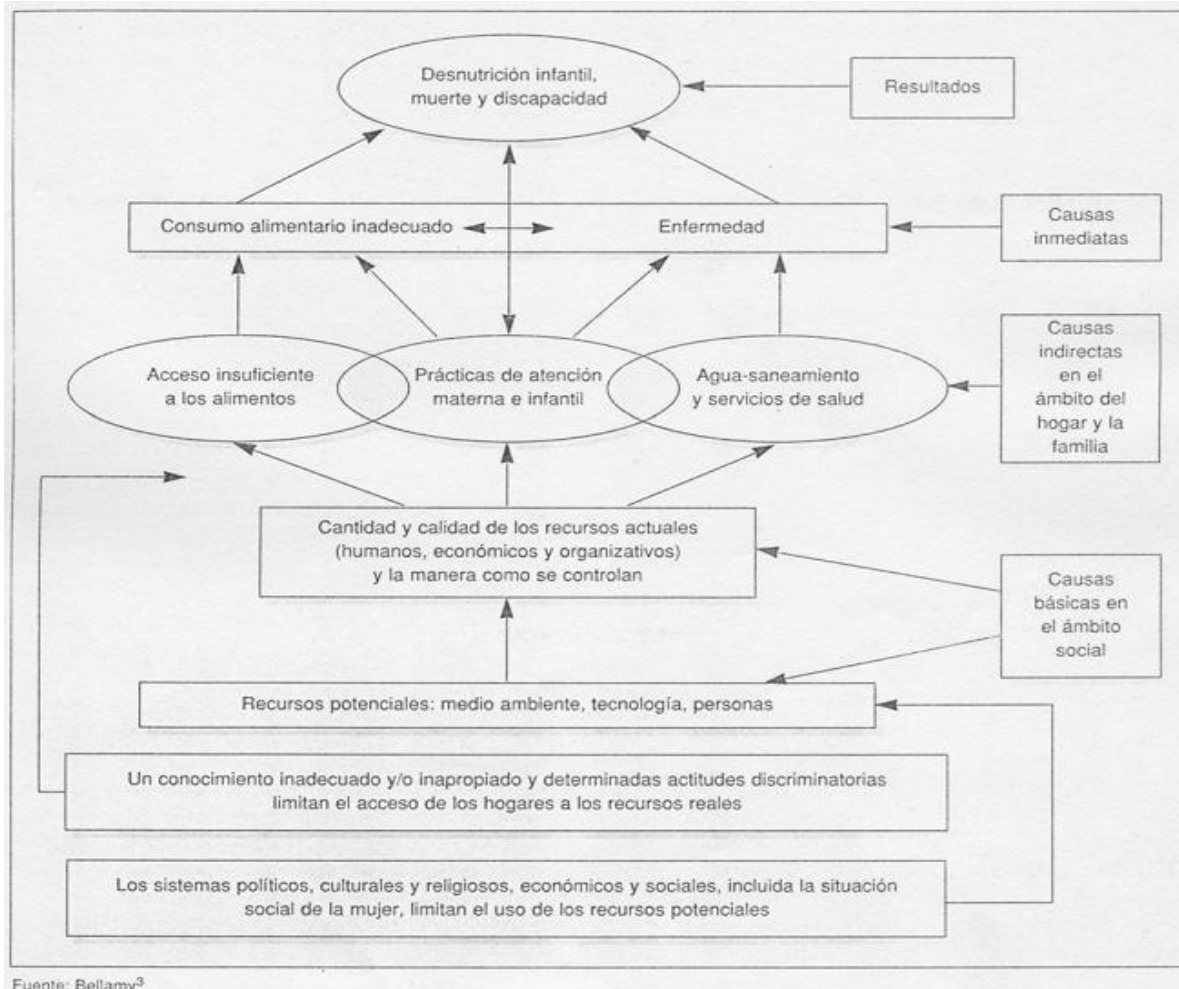 Desnutrición infantil,
muerte y discapacidad
Resultados
Consumo alimentario inadecuado
Enfermedad
Causas
inmediatas
Acceso insuficiente
a los alimentos
Prácticas de atención
materna e infantil
Agua-saneamiento
y servicios de salud
Causas
indirectas
en el
ámbito del
hogar y la
familia
Cantidad y calidad de los recursos actuales
(humanos, económicos y organizativos)
y la manera como se controlan
Causas
básicas en
el ámbito
social
Recursos potenciales: medio ambiente, tecnología, personas
Un conocimiento inadecuado y/o inapropiado y determinadas actitudes discriminatorias
limitan el acceso de los hogares a los recursos reales
Los sistemas políticos, culturales y religiosos, económicos y sociales, incluida la situación
social de la mujer, limitan el uso de los recursos potenciales
Fuente: Bellamy³